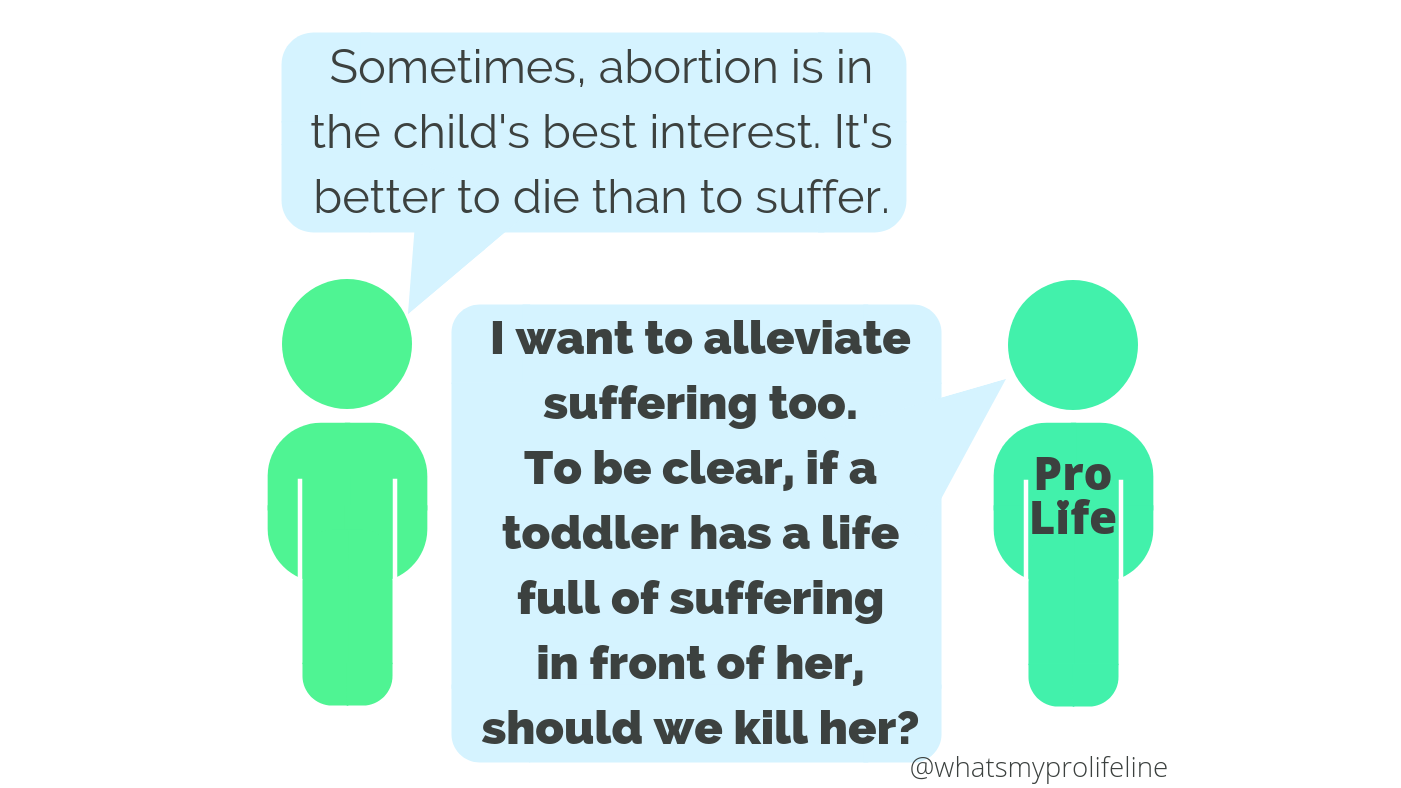 Sometimes, abortion is in
the child's best interest. It's
better to die than to suffer.
I want to alleviate
suffering too.
To be clear, if a
toddler has a life
full of suffering
in front of her,
should we kill her?
Pro
Life
@whatsmyprolifeline